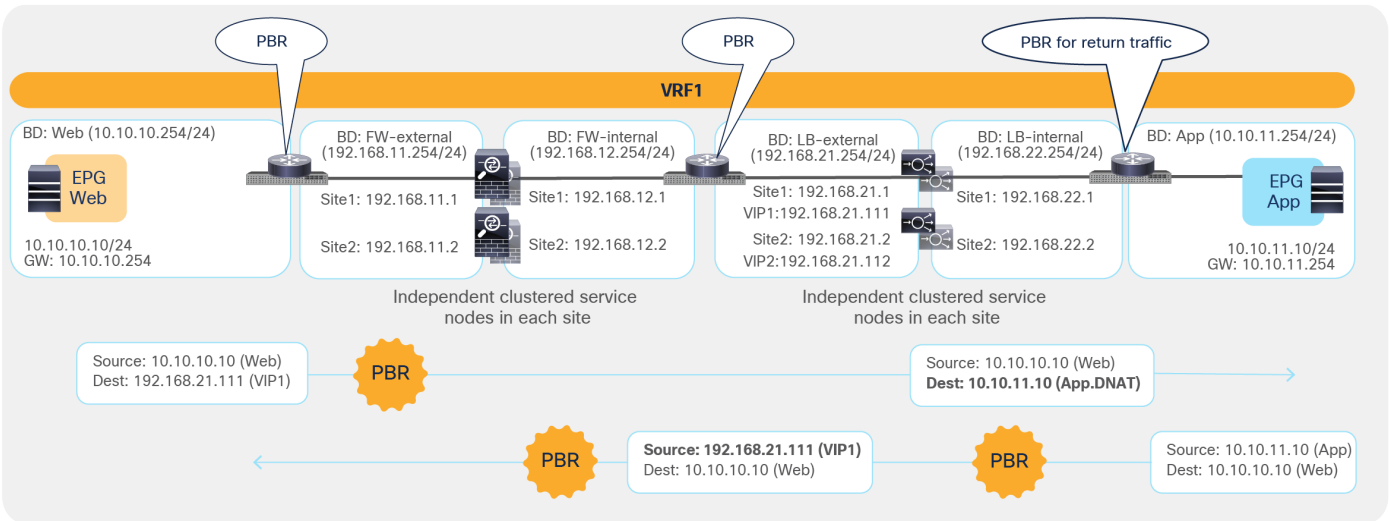 PBR
PBR
PBR for return traffic
VRF1
BD: Web (10.10.10.254/24)
EPG
Web
10.10.10.10/24
GW: 10.10.10.254
BD: FW-external
(192.168.11.254/24)
Site1: 192.168.11.1
Site2: 192.168.11.2
BD: FW-internal
(192.168.12.254/24)
Site1: 192.168.12.1
Site2: 192.168.12.2
BD: LB-external
(192.168.21.254/24)
Site1: 192.168.21.1
VIP1:192.168.21.111
Site2: 192.168.21.2
VIP2:192.168.21.112
BD: LB-internal
(192.168.22.254/24)
Site1: 192.168.22.1
Site2: 192.168.22.2
BD: App (10.10.11.254/24)
EPG
App
10.10.11.10/24
GW: 10.10.11.254
Independent clustered service
nodes in each site
Independent clustered service
nodes in each site
Source: 10.10.10.10 (Web)
Dest: 192.168.21.111 (VIP1)
PBR
Source: 10.10.10.10 (Web)
Dest: 10.10.11.10 (App.DNAT)
PBR
Source: 192.168.21.111 (VIP1)
Dest: 10.10.10.10 (Web)
PBR
Source: 10.10.11.10 (App)
Dest: 10.10.10.10 (Web)